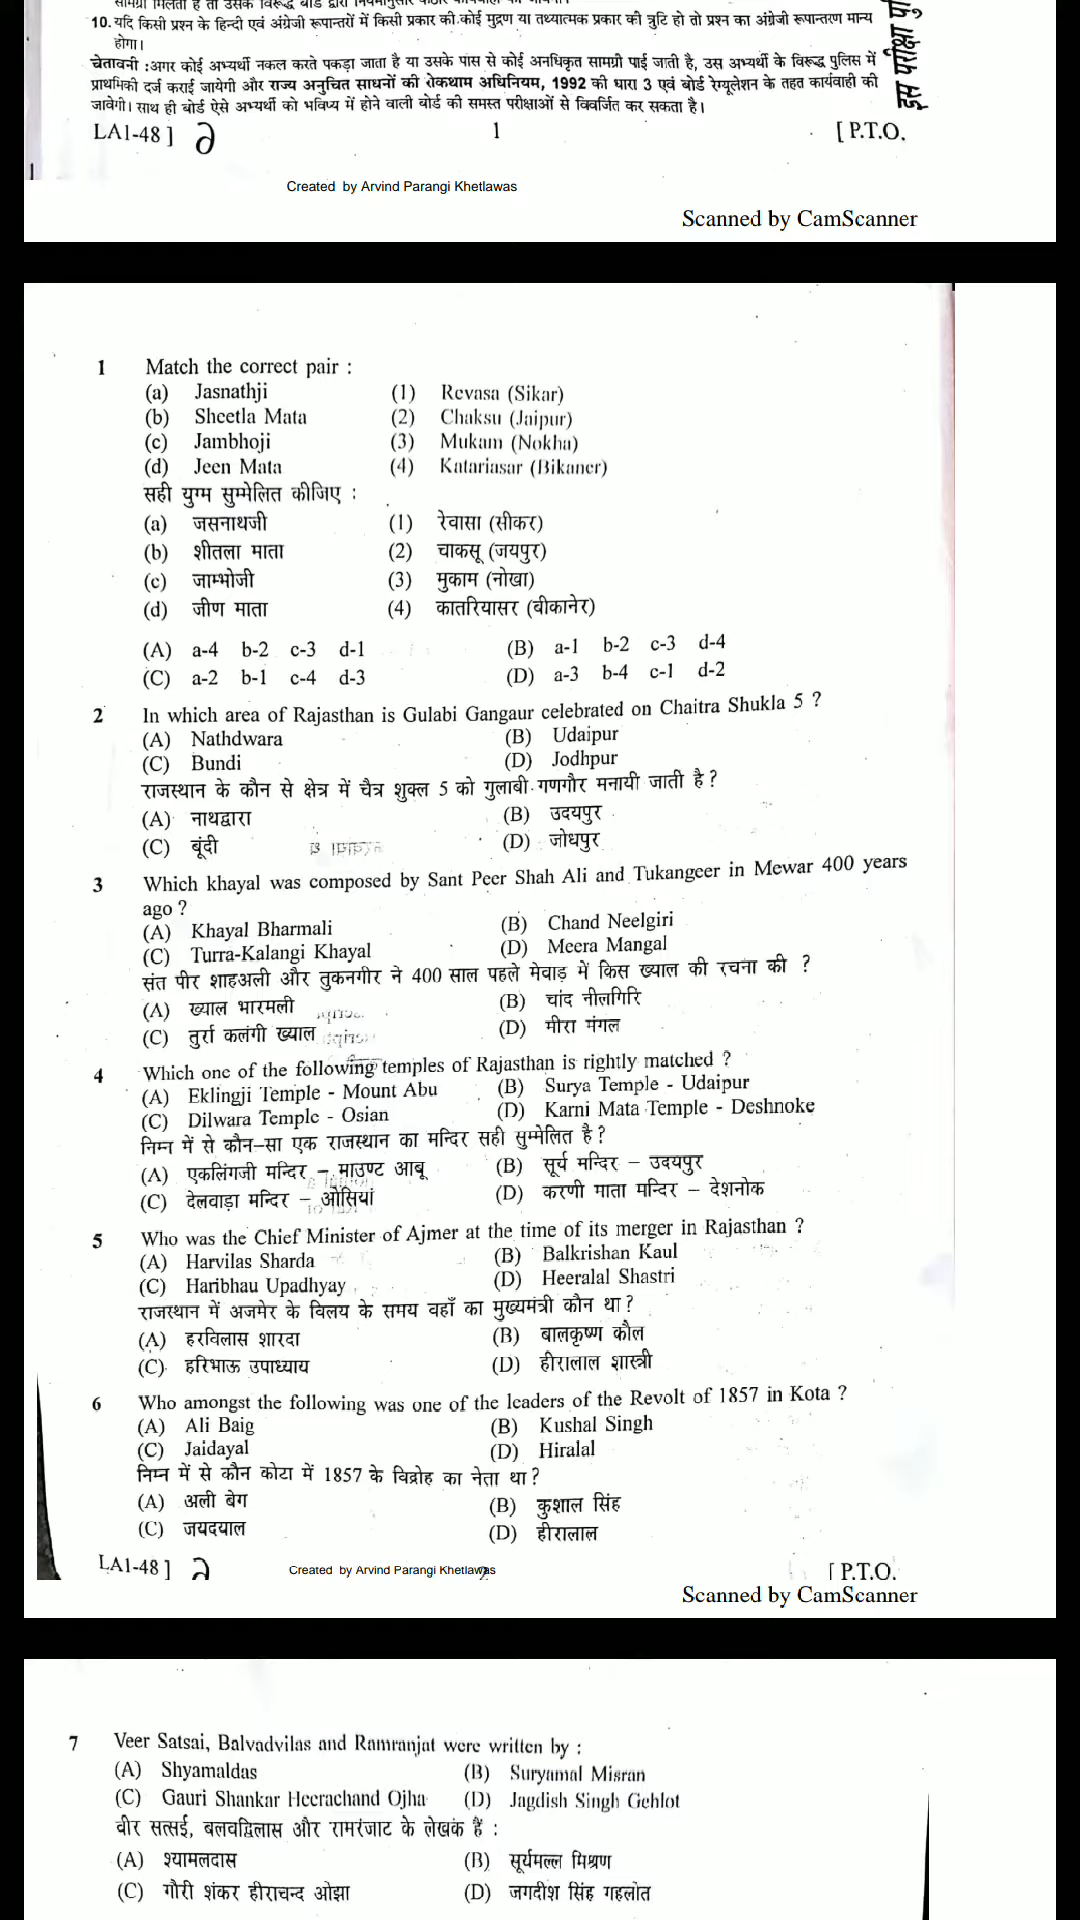 10. यदि किसी प्रश्न के हिन्दी एवं अंग्रेजी रूपान्तरों में किसी प्रकार की कोई मुद्रण या तथ्यात्मक प्रकार की त्रुटि हो तो प्रश्न का अंग्रेजी रूपान्तरण मान्य
होगा।
चेतावनी :अगर कोई अभ्यर्थी नकल करते पकड़ा जाता है या उसके पास से कोई अनधिकृत सामग्री पाई जाती है, उस अभ्यर्थी के विरूद्ध पुलिस में
प्राथमिकी दर्ज कराई जायेगी और राज्य अनुचित साधनों की रोकथाम अधिनियम, 1992 की धारा 3 एवं बोर्ड रेग्यूलेशन के तहत कार्यवाही की
जावेगी। साथ ही बोर्ड ऐसे अभ्यर्थी को भविष्य में होने वाली बोर्ड की समस्त परीक्षाओं से विवर्जित कर सकता है।
इस परीक्षा
LA1-48 ] 1 [ P.T.O.
Created by Arvind Parangi Khetlawas
Scanned by CamScanner
1 Match the correct pair :
(a) Jasnathji (1) Revasa (Sikar)
(b) Sheetla Mata (2) Chaksu (Jaipur)
(c) Jambhoji (3) Mukam (Nokha)
(d) Jeen Mata (4) Katariasar (Bikaner)
सही युग्म सुम्मेलित कीजिए :
(a) जसनाथजी (1) रेवासा (सीकर)
(b) शीतला माता (2) चाकसू (जयपुर)
(c) जाम्भोजी (3) मुकाम (नोखा)
(d) जीण माता (4) कातरियासर (बीकानेर)
(A) a-4 b-2 c-3 d-1 (B) a-1 b-2 c-3 d-4
(C) a-2 b-1 c-4 d-3 (D) a-3 b-4 c-1 d-2
2 In which area of Rajasthan is Gulabi Gangaur celebrated on Chaitra Shukla 5 ?
(A) Nathdwara (B) Udaipur
(C) Bundi (D) Jodhpur
राजस्थान के कौन से क्षेत्र में चैत्र शुक्ल 5 को गुलाबी गणगौर मनायी जाती है ?
(A) नाथद्वारा (B) उदयपुर
(C) बूंदी (D) जोधपुर
3 Which khayal was composed by Sant Peer Shah Ali and Tukangeer in Mewar 400 years
ago ?
(A) Khayal Bharmali (B) Chand Neelgiri
(C) Turra-Kalangi Khayal (D) Meera Mangal
संत पीर शाहअली और तुकनगीर ने 400 साल पहले मेवाड़ में किस ख्याल की रचना की ?
(A) ख्याल भारमली (B) चांद नीलगिरि
(C) तुर्रा कलंगी ख्याल (D) मीरा मंगल
4 Which one of the following temples of Rajasthan is rightly matched ?
(A) Eklingji Temple - Mount Abu (B) Surya Temple - Udaipur
(C) Dilwara Temple - Osian (D) Karni Mata Temple - Deshnoke
निम्न में से कौन-सा एक राजस्थान का मन्दिर सही सुम्मेलित है ?
(A) एकलिंगजी मन्दिर – माउण्ट आबू (B) सूर्य मन्दिर – उदयपुर
(C) देलवाड़ा मन्दिर – ओसियां (D) करणी माता मन्दिर – देशनोक
5 Who was the Chief Minister of Ajmer at the time of its merger in Rajasthan ?
(A) Harvilas Sharda (B) Balkrishan Kaul
(C) Haribhau Upadhyay (D) Heeralal Shastri
राजस्थान में अजमेर के विलय के समय वहाँ का मुख्यमंत्री कौन था ?
(A) हरविलास शारदा (B) बालकृष्ण कौल
(C) हरिभाऊ उपाध्याय (D) हीरालाल शास्त्री
6 Who amongst the following was one of the leaders of the Revolt of 1857 in Kota ?
(A) Ali Baig (B) Kushal Singh
(C) Jaidayal (D) Hiralal
निम्न में से कौन कोटा में 1857 के विद्रोह का नेता था ?
(A) अली बेग (B) कुशाल सिंह
(C) जयदयाल (D) हीरालाल
LA1-48 ] Created by Arvind Parangi Khetlawas [ P.T.O.
Scanned by CamScanner
7 Veer Satsai, Balvadvilas and Ramranjat were written by :
(A) Shyamaldas (B) Suryamal Misran
(C) Gauri Shankar Heerachand Ojha (D) Jagdish Singh Gehlot
वीर सत्सई, बलवद्विलास और रामरंजाट के लेखक हैं :
(A) श्यामलदास (B) सूर्यमल्ल मिश्रण
(C) गौरी शंकर हीराचन्द ओझा (D) जगदीश सिंह गहलोत